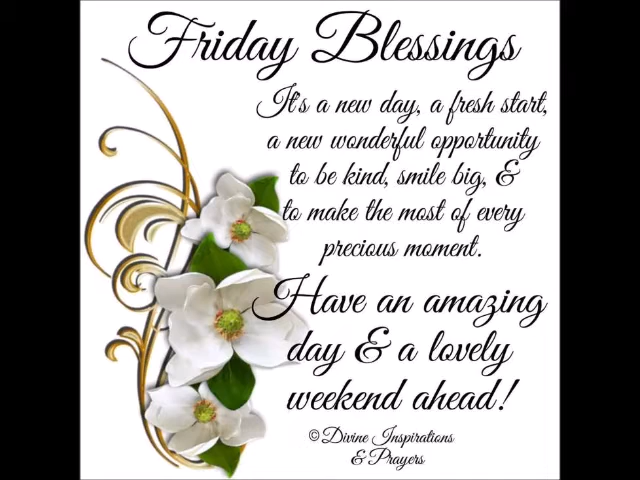 Friday Blessings
It's a new day, a fresh start,
a new wonderful opportunity
to be kind, smile big, &
to make the most of every
precious moment.
Have an amazing
day & a lovely
weekend ahead!
© Divine Inspirations
& Prayers